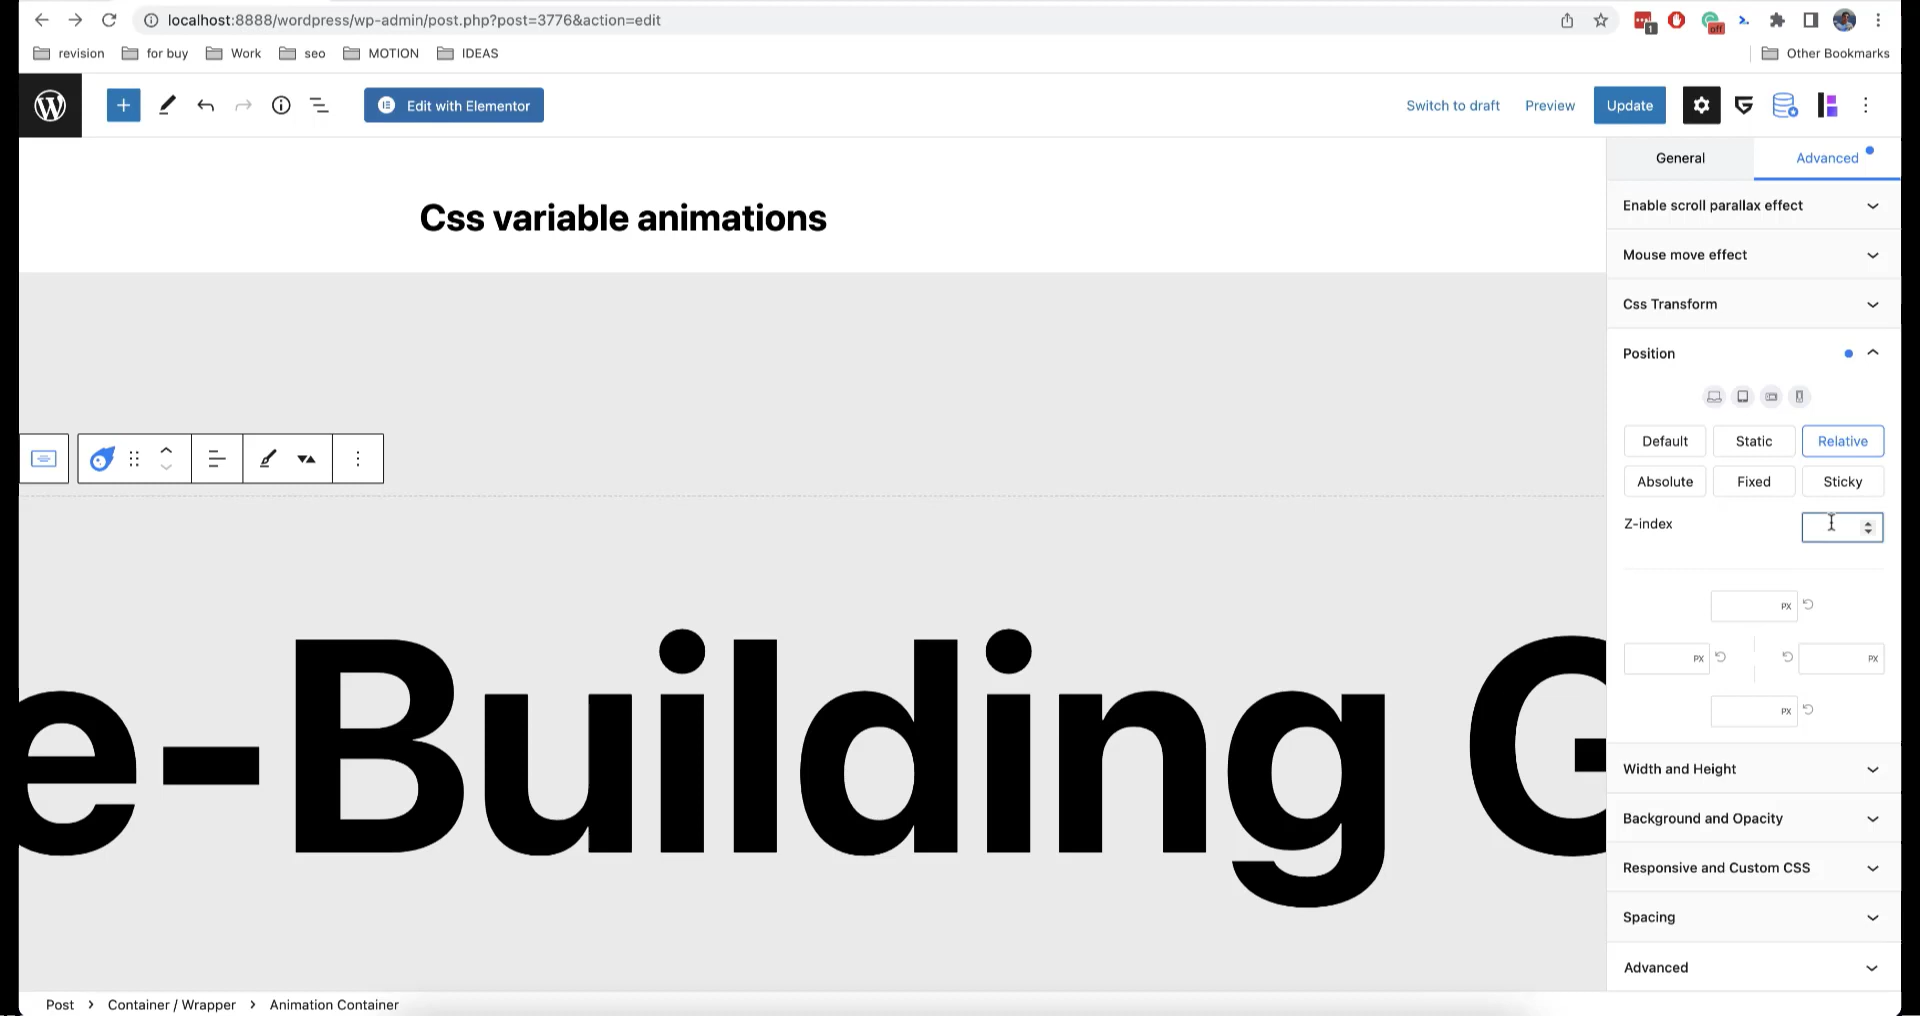 localhost:8888/wordpress/wp-admin/post.php?post=3776&action=edit
1
off
revision
for buy
Work
seo
MOTION
IDEAS
Other Bookmarks
Edit with Elementor
Switch to draft
Preview
Update
General
Advanced
Css variable animations
Enable scroll parallax effect
Mouse move effect
Css Transform
Position
Default
Static
Relative
Absolute
Fixed
Sticky
Z-index
PX
PX
PX
PX
e-Building G
Width and Height
Background and Opacity
Responsive and Custom CSS
Spacing
Advanced
Post > Container / Wrapper > Animation Container